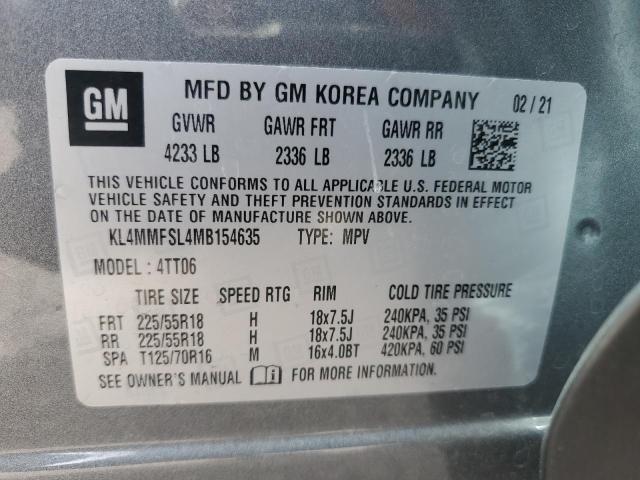 GM
MFD BY GM KOREA COMPANY 02 / 21
GVWR GAWR FRT GAWR RR
4233 LB 2336 LB 2336 LB
THIS VEHICLE CONFORMS TO ALL APPLICABLE U.S. FEDERAL MOTOR
VEHICLE SAFETY AND THEFT PREVENTION STANDARDS IN EFFECT
ON THE DATE OF MANUFACTURE SHOWN ABOVE.
KL4MMFSL4MB154635 TYPE: MPV
MODEL : 4TT06
TIRE SIZE SPEED RTG RIM COLD TIRE PRESSURE
FRT 225/55R18 H 18x7.5J 240KPA, 35 PSI
RR 225/55R18 H 18x7.5J 240KPA, 35 PSI
SPA T125/70R16 M 16x4.0BT 420KPA, 60 PSI
SEE OWNER'S MANUAL FOR MORE INFORMATION